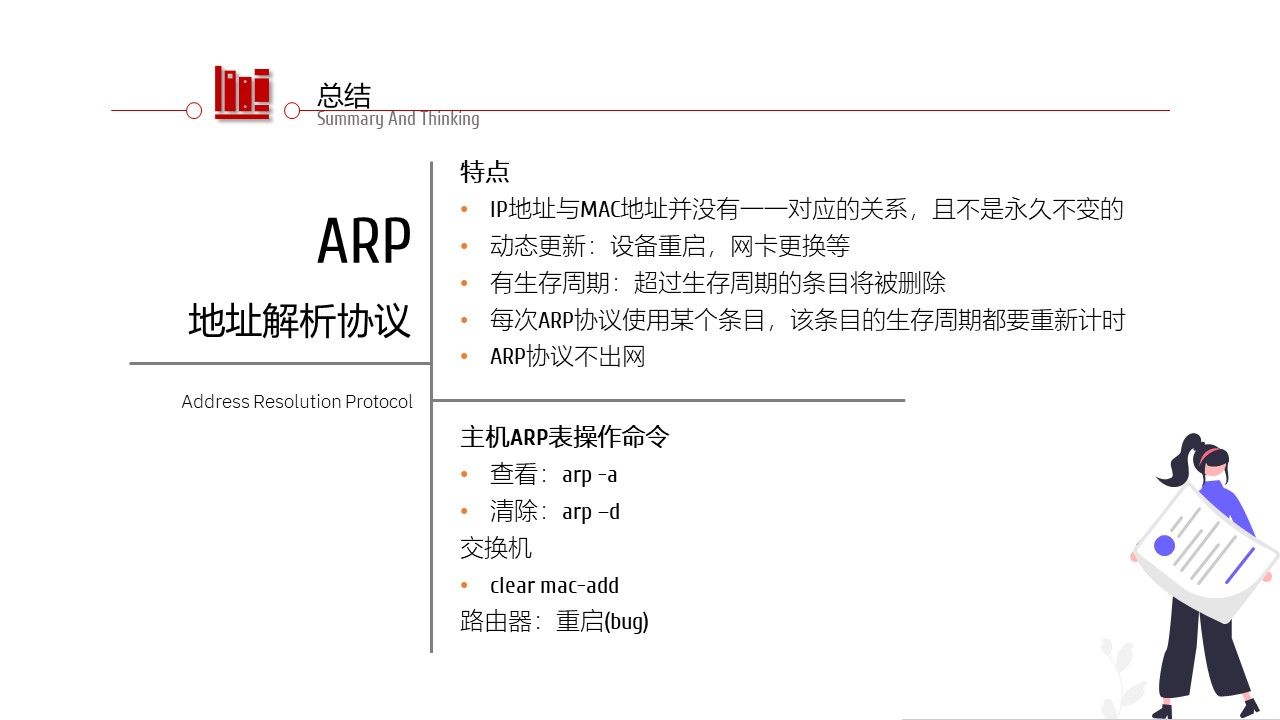 总结
Summary And Thinking
ARP
地址解析协议
Address Resolution Protocol
特点
• IP地址与MAC地址并没有一一对应的关系，且不是永久不变的
• 动态更新：设备重启，网卡更换等
• 有生存周期：超过生存周期的条目将被删除
• 每次ARP协议使用某个条目，该条目的生存周期都要重新计时
• ARP协议不出网
主机ARP表操作命令
• 查看：arp -a
• 清除：arp –d
交换机
• clear mac-add
路由器：重启(bug)